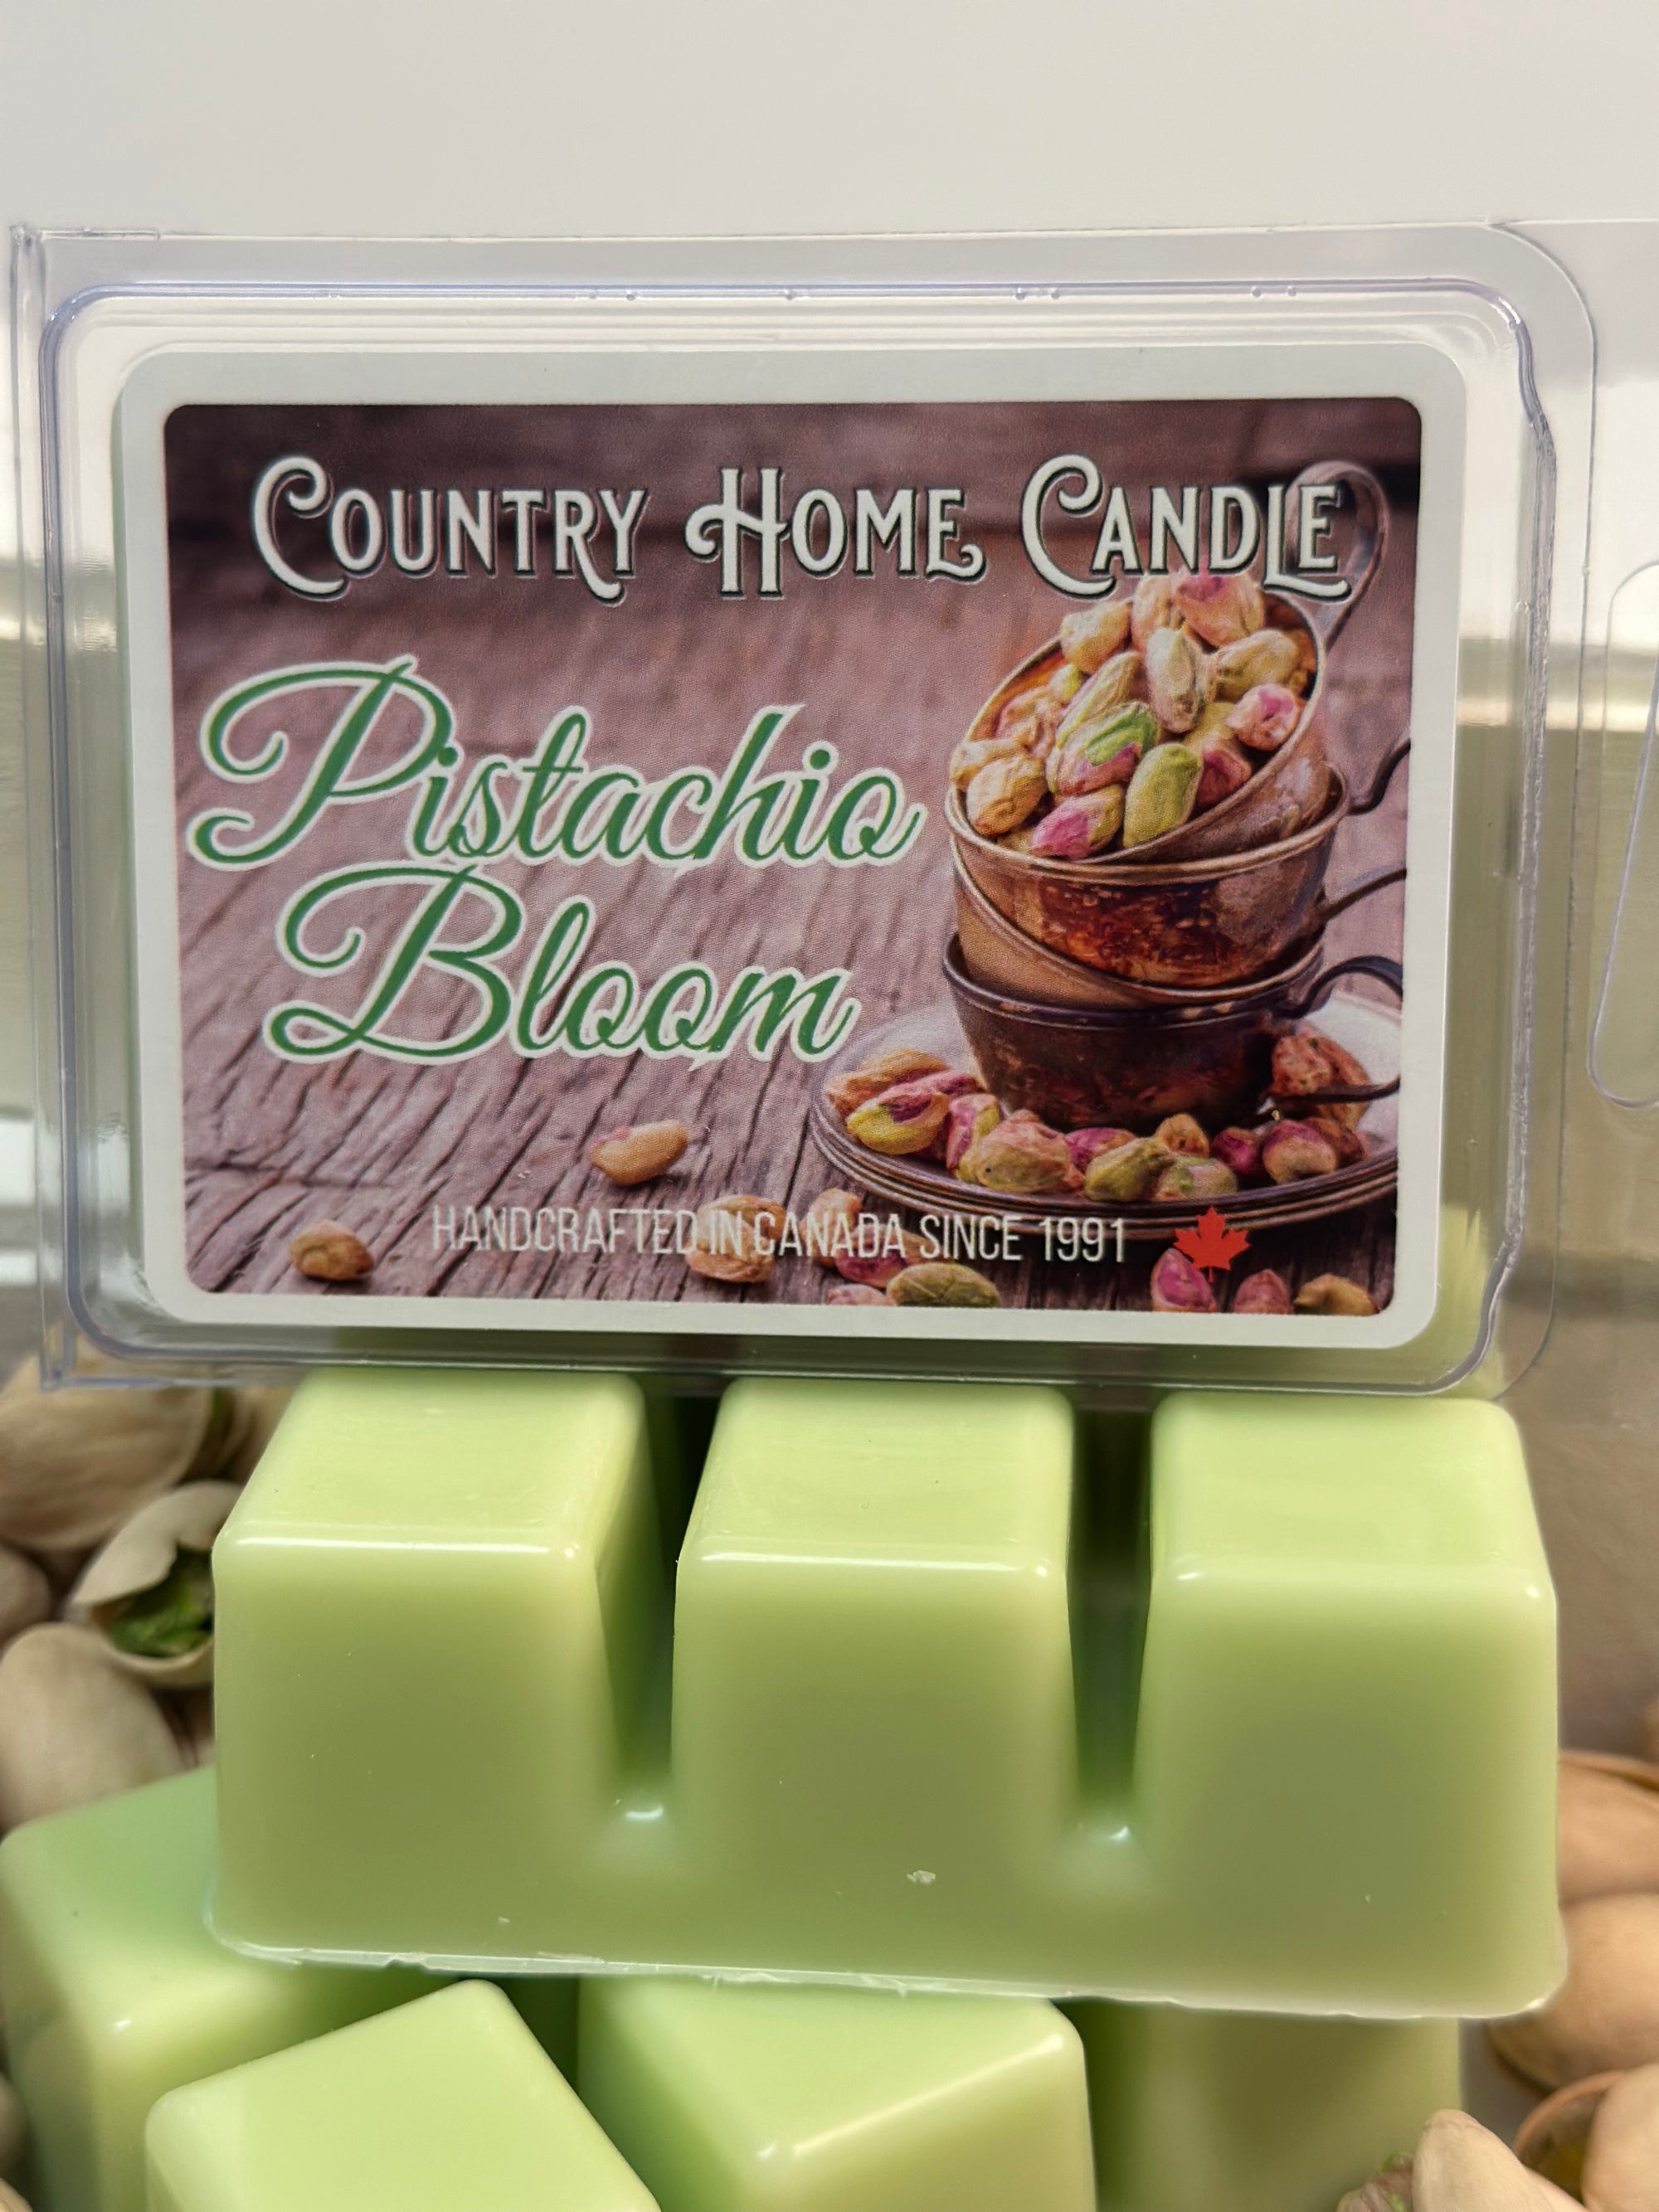 Country Home Candle
Pistachio
Bloom
HANDCRAFTED IN CANADA SINCE 1991